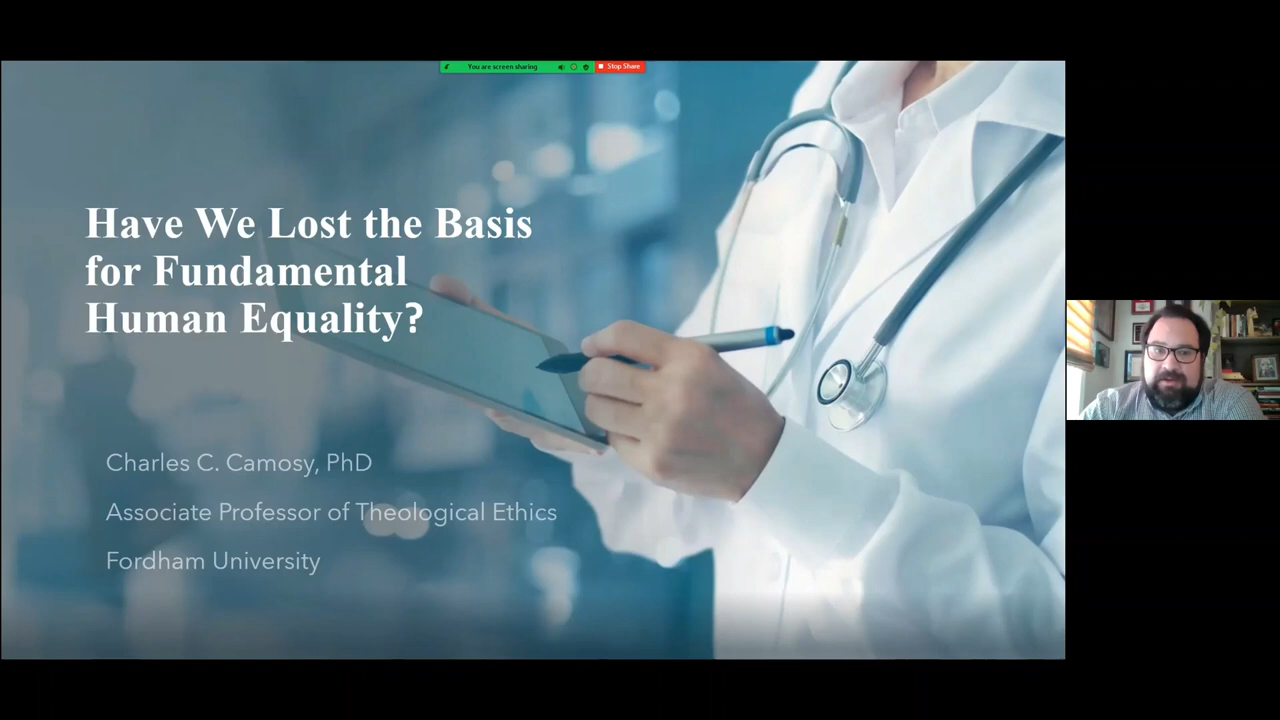 You are screen sharing
Stop Share
Have We Lost the Basis
for Fundamental
Human Equality?
Charles C. Camosy, PhD
Associate Professor of Theological Ethics
Fordham University